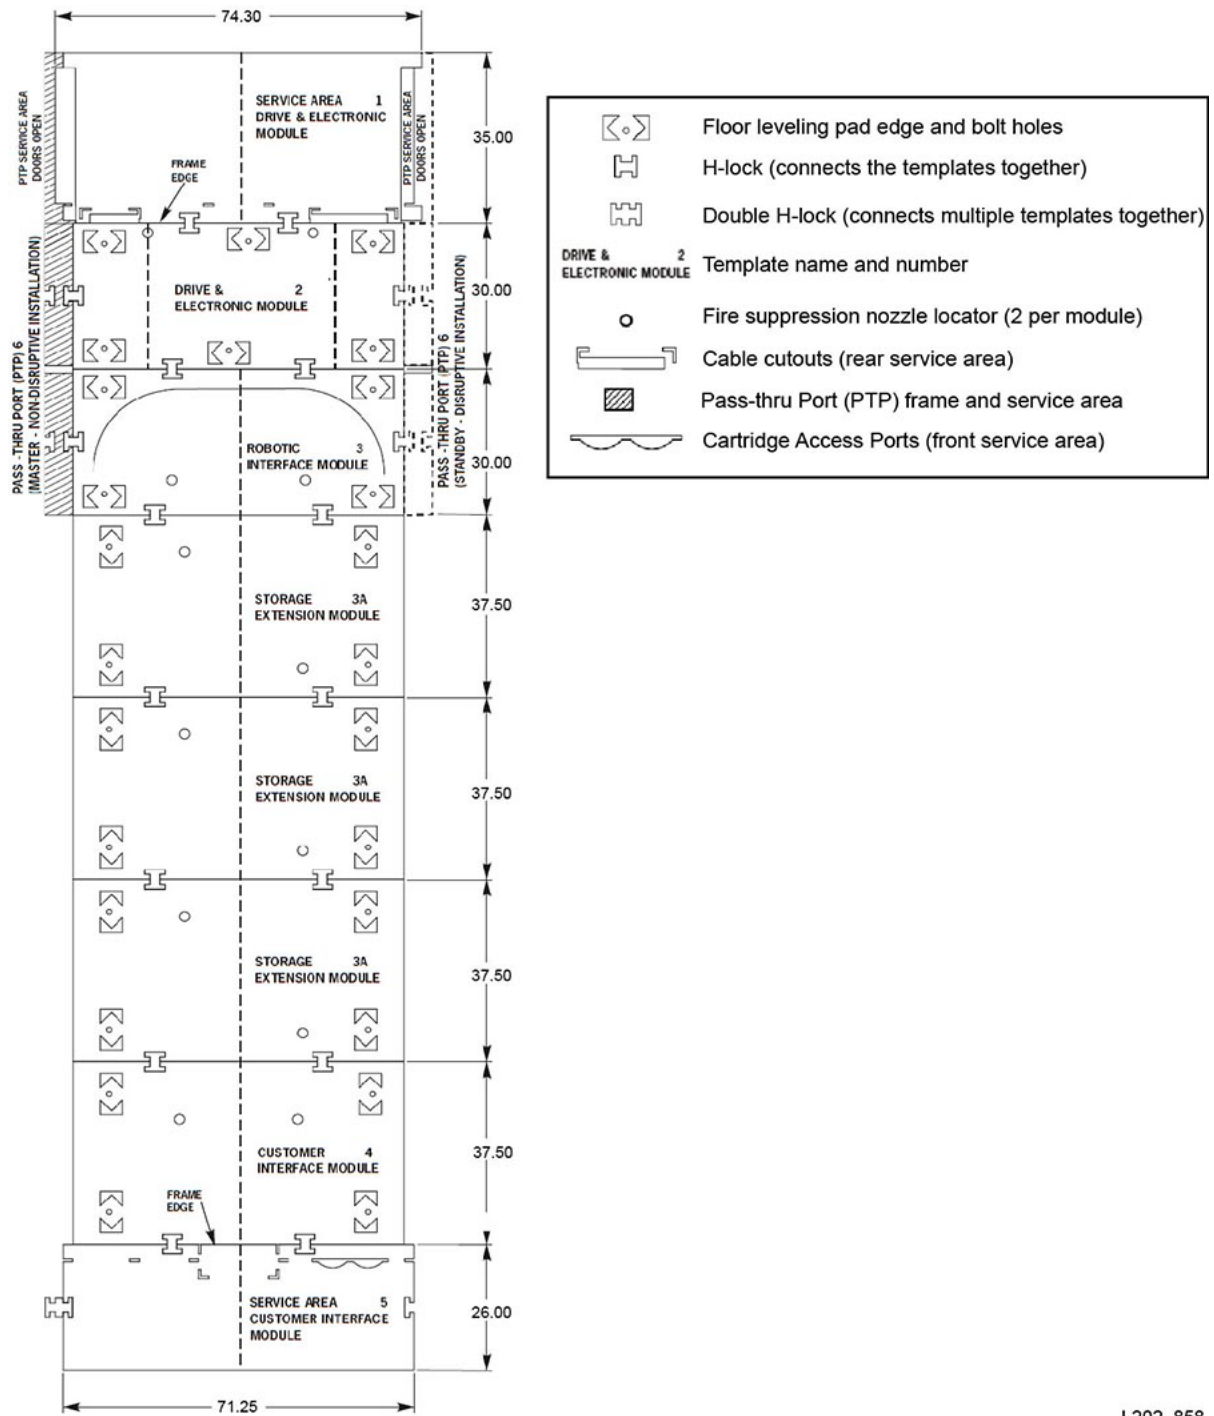 74.30
PTP SERVICE AREA
DOORS OPEN
SERVICE AREA 1
DRIVE & ELECTRONIC
MODULE
PTP SERVICE AREA
DOORS OPEN
35.00
FRAME
EDGE
PASS -THRU PORT (PTP) 6
(MASTER - NON-DISRUPTIVE INSTALLATION)
DRIVE & 2
ELECTRONIC MODULE
PASS -THRU PORT (PTP) 6
(STANDBY - DISRUPTIVE INSTALLATION)
30.00
ROBOTIC 3
INTERFACE MODULE
30.00
STORAGE 3A
EXTENSION MODULE
37.50
STORAGE 3A
EXTENSION MODULE
37.50
STORAGE 3A
EXTENSION MODULE
37.50
CUSTOMER 4
INTERFACE MODULE
37.50
FRAME
EDGE
SERVICE AREA 5
CUSTOMER INTERFACE
MODULE
26.00
71.25
Floor leveling pad edge and bolt holes
H-lock (connects the templates together)
Double H-lock (connects multiple templates together)
DRIVE & 2
ELECTRONIC MODULE
Template name and number
Fire suppression nozzle locator (2 per module)
Cable cutouts (rear service area)
Pass-thru Port (PTP) frame and service area
Cartridge Access Ports (front service area)